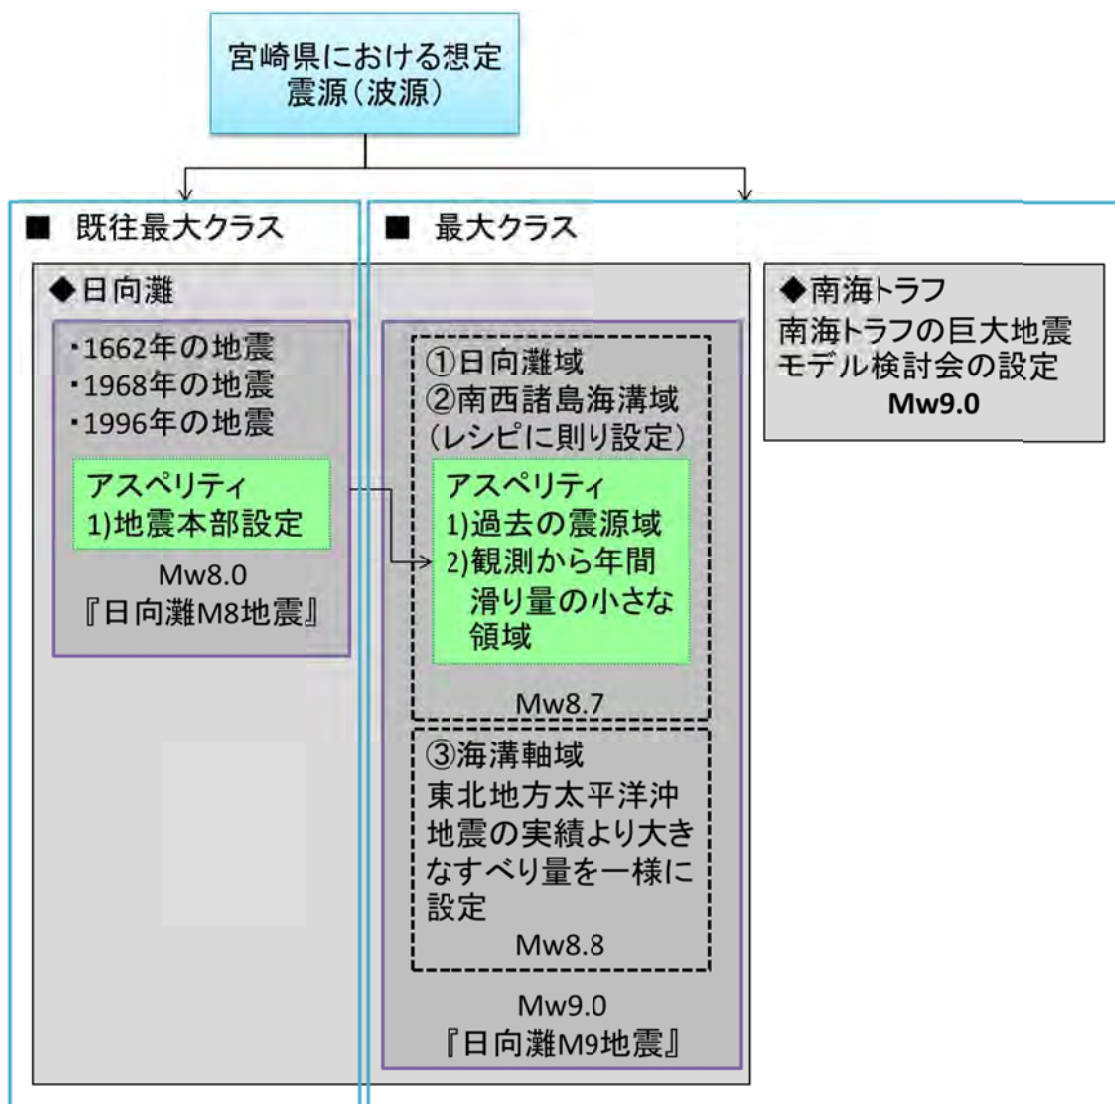 宮崎県における想定
震源(波源)
■ 既往最大クラス
◆日向灘
・1662年の地震
・1968年の地震
・1996年の地震
アスペリティ
1)地震本部設定
Mw8.0
『日向灘M8地震』
■ 最大クラス
①日向灘域
②南西諸島海溝域
(レシピに則り設定)
アスペリティ
1)過去の震源域
2)観測から年間
滑り量の小さな
領域
Mw8.7
③海溝軸域
東北地方太平洋沖
地震の実績より大き
なすべり量を一様に
設定
Mw8.8
Mw9.0
『日向灘M9地震』
◆南海トラフ
南海トラフの巨大地震
モデル検討会の設定
Mw9.0